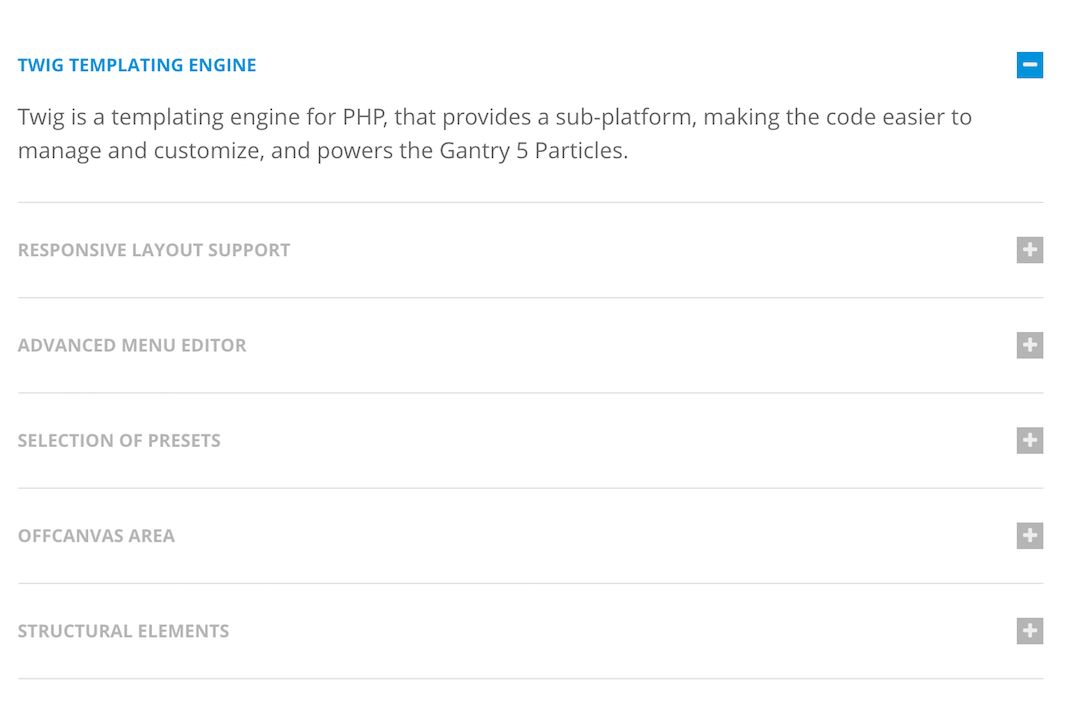 TWIG TEMPLATING ENGINE
Twig is a templating engine for PHP, that provides a sub-platform, making the code easier to
manage and customize, and powers the Gantry 5 Particles.
RESPONSIVE LAYOUT SUPPORT
ADVANCED MENU EDITOR
SELECTION OF PRESETS
OFFCANVAS AREA
STRUCTURAL ELEMENTS